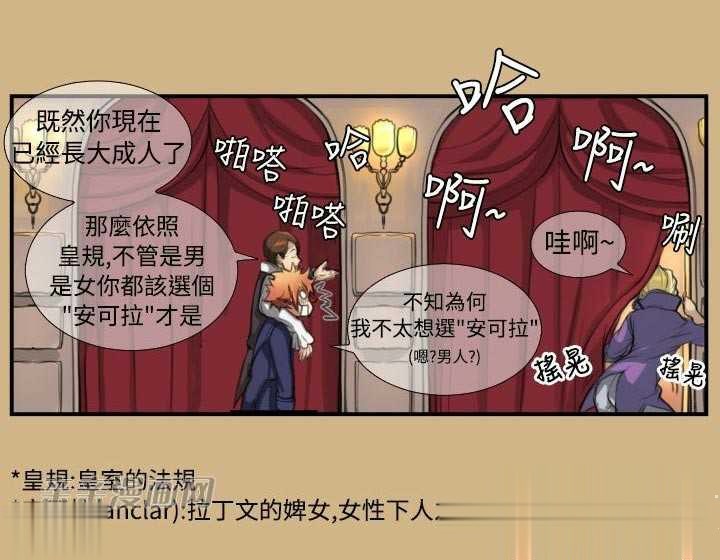 既然你現在
已經長大成人了
那麼依照
皇規,不管是男
是女你都該選個
"安可拉"才是
啪嗒
啪嗒
哈
哈
啊~
啊~
不知為何
我不太想選"安可拉"
(嗯?男人?)
哇啊~
唰
搖晃
搖晃
*皇規:皇室的法規
anclar):拉丁文的婢女,女性下人